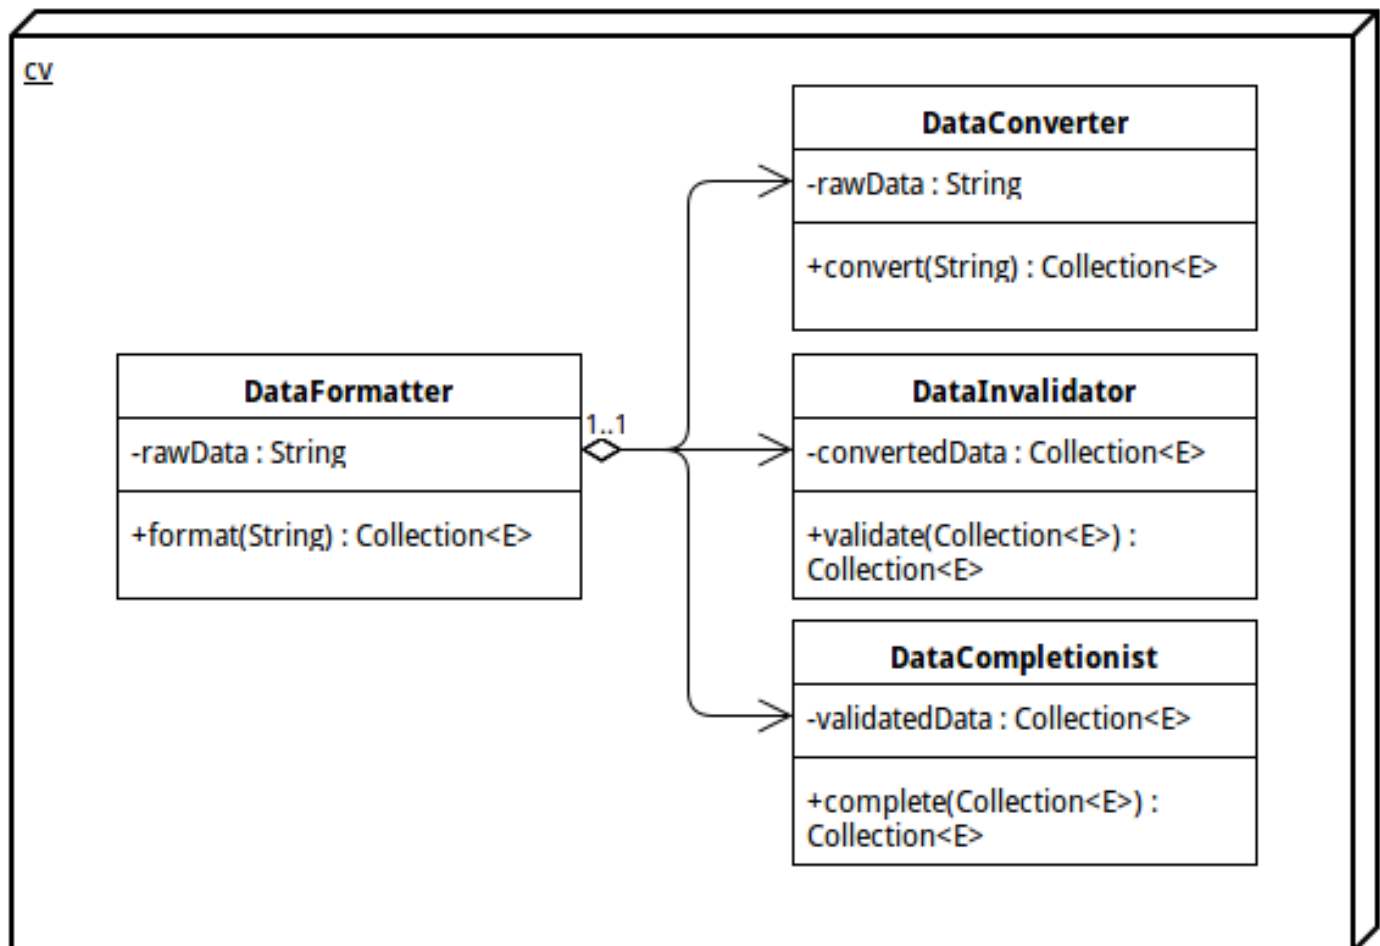 cv
DataConverter
-rawData : String
+convert(String) : Collection<E>
DataFormatter
-rawData : String
+format(String) : Collection<E>
1..1
DataInvalidator
-convertedData : Collection<E>
+validate(Collection<E>) :
Collection<E>
DataCompletionist
-validatedData : Collection<E>
+complete(Collection<E>) :
Collection<E>